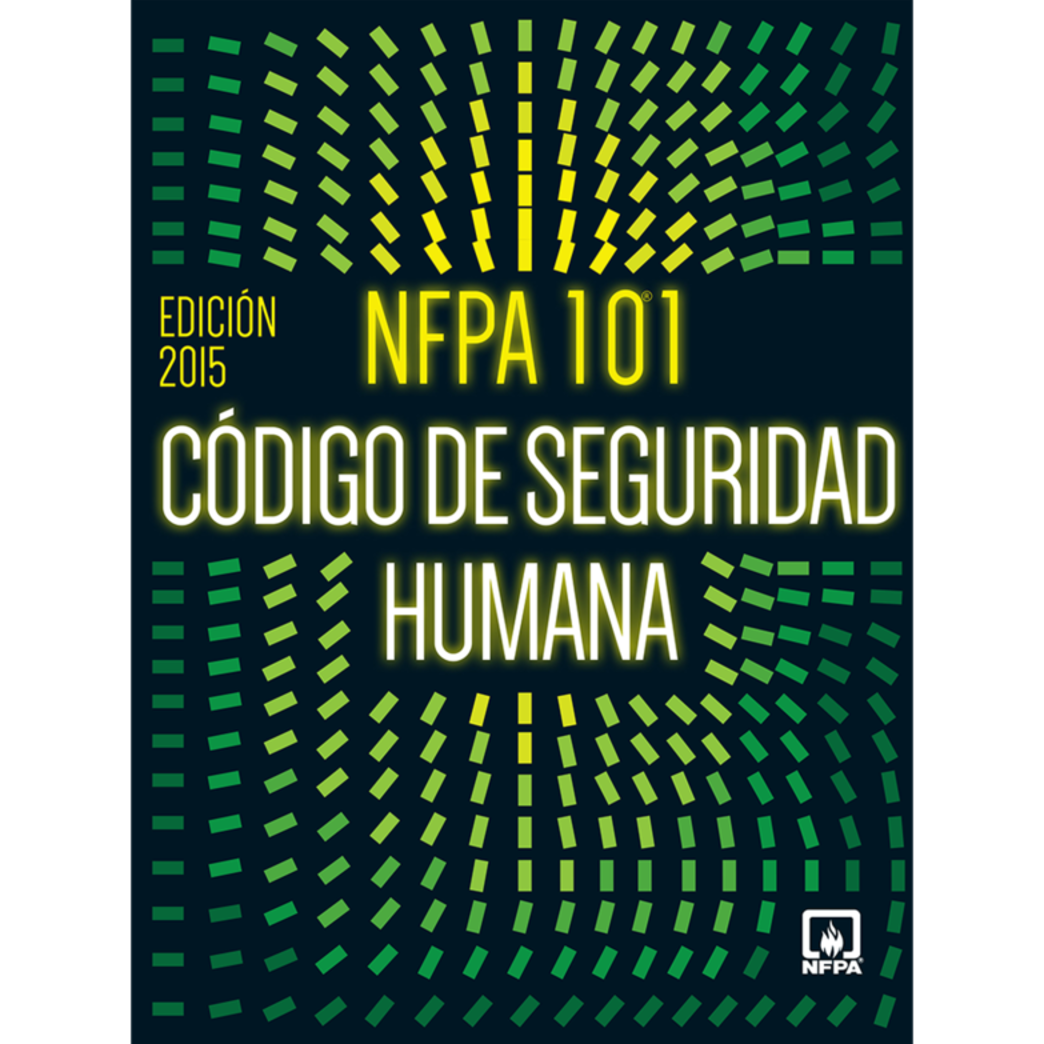 EDICIÓN
2015
NFPA 101®
CÓDIGO DE SEGURIDAD
HUMANA
NFPA®